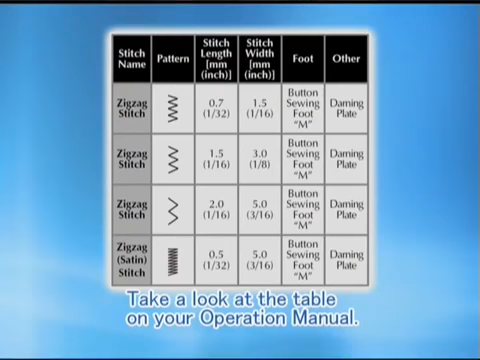 Stitch Name Pattern Stitch Length [mm (inch)] Stitch Width [mm (inch)] Foot Other
Zigzag Stitch 0.7 (1/32) 1.5 (1/16) Button Sewing Foot "M" Darning Plate
Zigzag Stitch 1.5 (1/16) 3.0 (1/8) Button Sewing Foot "M" Darning Plate
Zigzag Stitch 2.0 (1/16) 5.0 (3/16) Button Sewing Foot "M" Darning Plate
Zigzag (Satin) Stitch 0.5 (1/32) 5.0 (3/16) Button Sewing Foot "M" Darning Plate
Take a look at the table
on your Operation Manual.